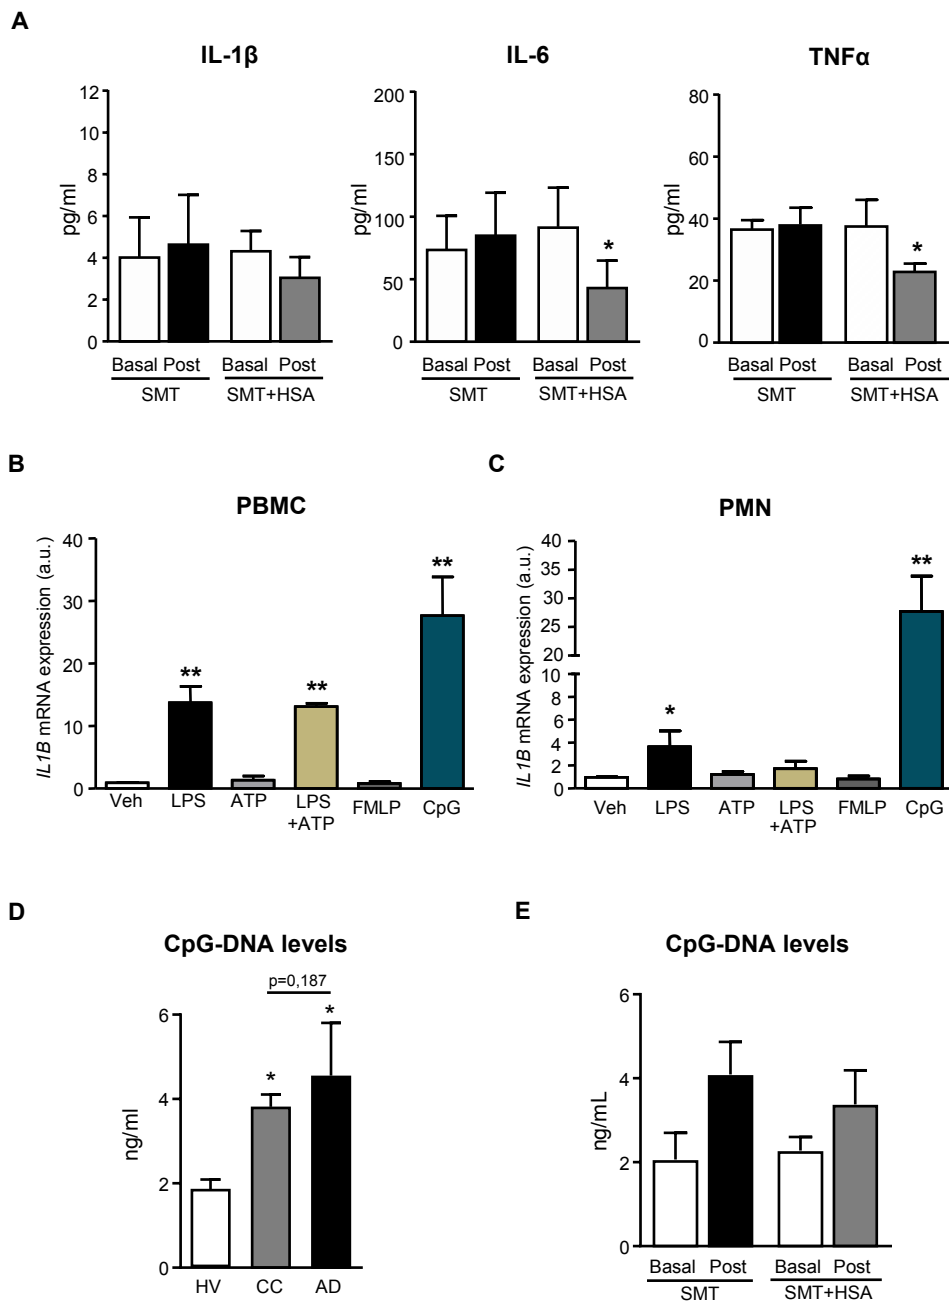 A
IL-1β
IL-6
TNFα
12
10
8
6
4
2
0
pg/ml
Basal Post
Basal Post
SMT
SMT+HSA
200
150
100
50
0
pg/ml
Basal Post
Basal Post
SMT
SMT+HSA
80
60
40
20
0
pg/ml
*
*
Basal Post
Basal Post
SMT
SMT+HSA
B
PBMC
IL1B mRNA expression (a.u.)
40
30
20
10
0
**
**
**
Veh
LPS
ATP
LPS
+ATP
FMLP
CpG
C
PMN
IL1B mRNA expression (a.u.)
40
35
30
25
20
10
8
6
4
2
0
*
**
Veh
LPS
ATP
LPS
+ATP
FMLP
CpG
D
CpG-DNA levels
p=0,187
ng/ml
6
4
2
0
*
*
HV
CC
AD
E
CpG-DNA levels
ng/mL
6
4
2
0
Basal Post
Basal Post
SMT
SMT+HSA